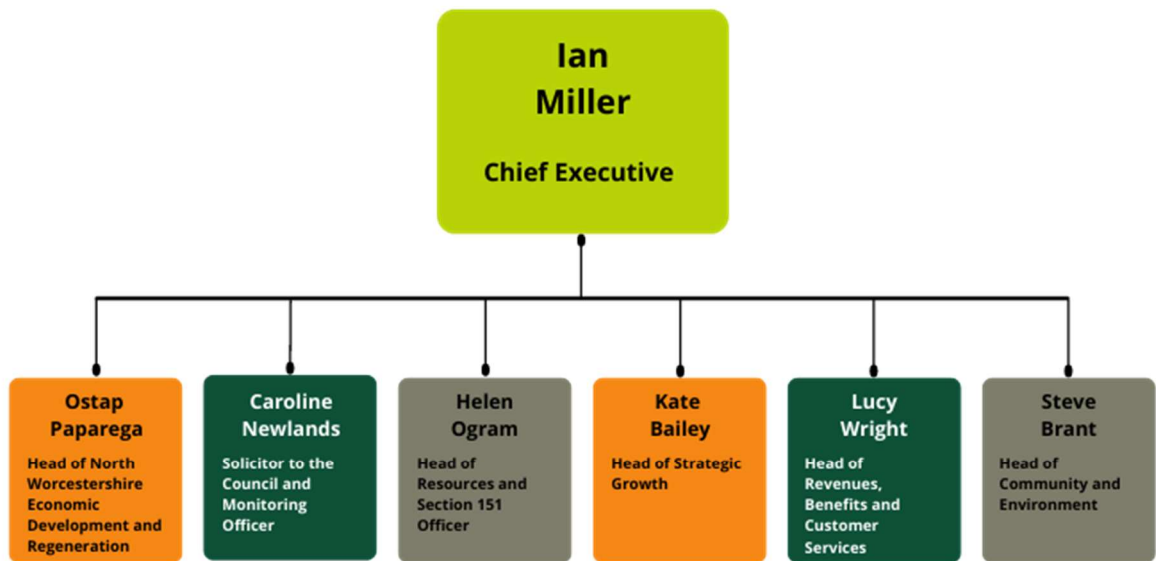 Ian
Miller
Chief Executive
Ostap
Paparega
Head of North
Worcestershire
Economic
Development and
Regeneration
Caroline
Newlands
Solicitor to the
Council and
Monitoring
Officer
Helen
Ogram
Head of
Resources and
Section 151
Officer
Kate
Bailey
Head of Strategic
Growth
Lucy
Wright
Head of
Revenues,
Benefits and
Customer
Services
Steve
Brant
Head of
Community and
Environment